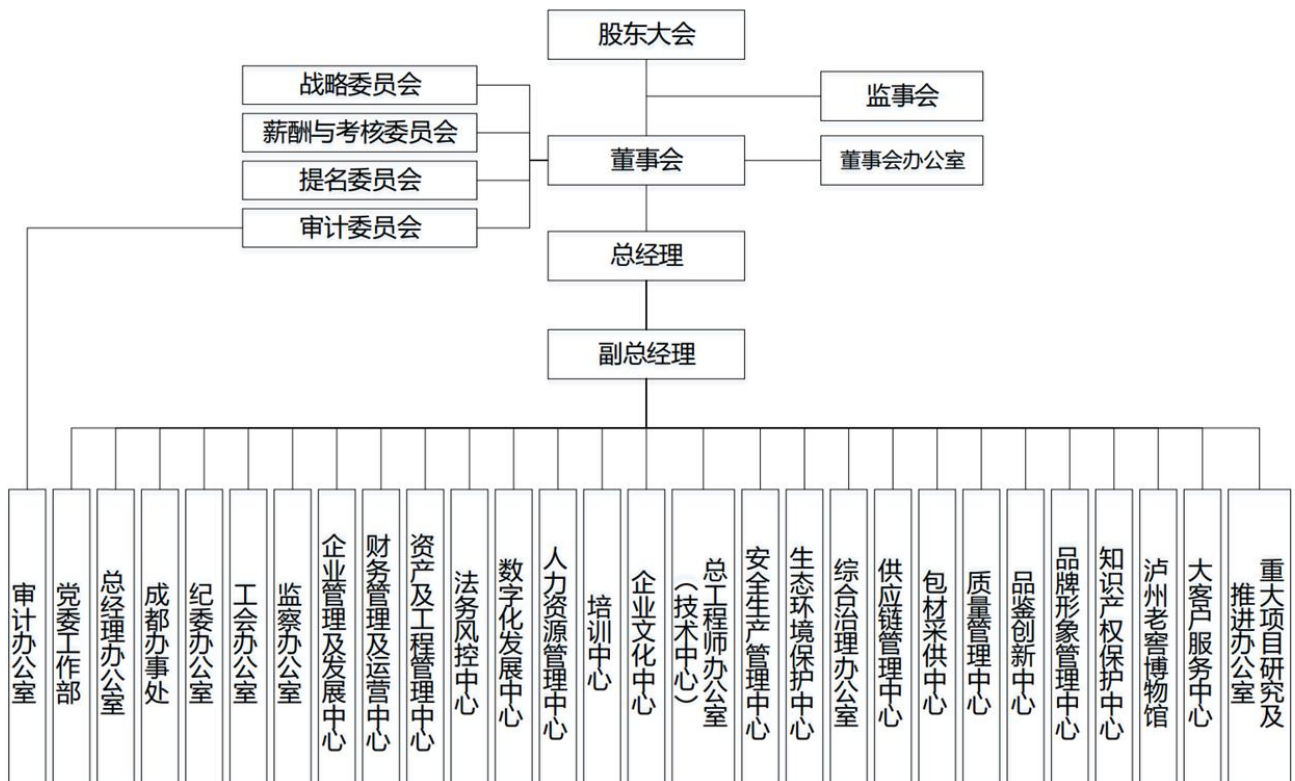 股东大会
战略委员会
监事会
薪酬与考核委员会
董事会
董事会办公室
提名委员会
审计委员会
总经理
副总经理
审计办公室
党委工作部
总经理办公室
成都办事处
纪委办公室
工会办公室
监察办公室
企业管理及发展中心
财务管理及运营中心
资产及工程管理中心
法务风控中心
数字化发展中心
人力资源管理中心
培训中心
企业文化中心
总工程师办公室
（技术中心）
安全生产管理中心
生态环境保护中心
综合治理办公室
供应链管理中心
包材采供中心
质量管理中心
品鉴创新中心
品牌形象管理中心
知识产权保护中心
泸州老窖博物馆
大客户服务中心
重大项目研究及
推进办公室